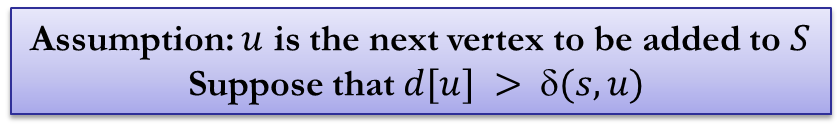 Assumption: u is the next vertex to be added to S
Suppose that d[u] > δ(s, u)